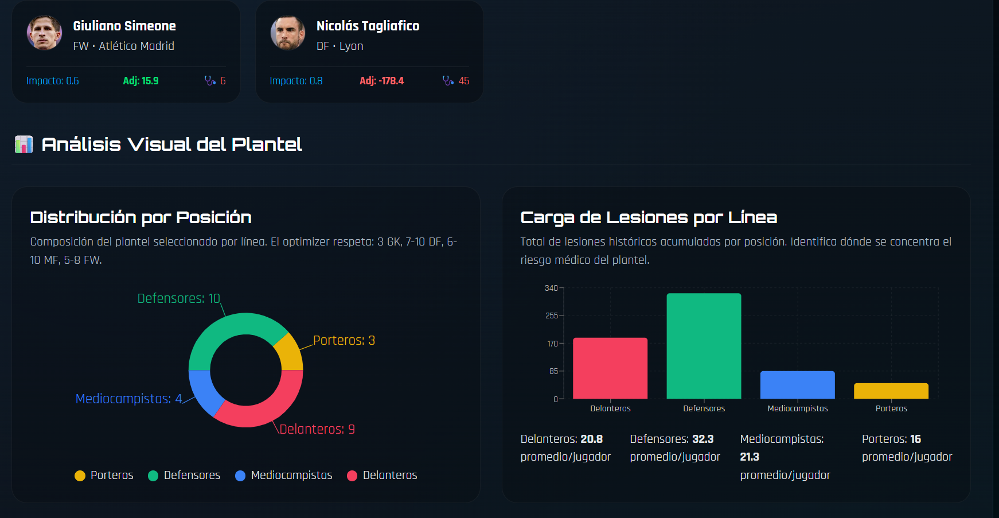 Giuliano Simeone
FW • Atlético Madrid
Impacto: 0.6 Adj: 15.9 6
Nicolás Tagliafico
DF • Lyon
Impacto: 0.8 Adj: -178.4 45
Análisis Visual del Plantel
Distribución por Posición
Composición del plantel seleccionado por línea. El optimizer respeta: 3 GK, 7-10 DF, 6-
10 MF, 5-8 FW.
Defensores: 10
Porteros: 3
Mediocampistas: 4
Delanteros: 9
Porteros Defensores Mediocampistas Delanteros
Carga de Lesiones por Línea
Total de lesiones históricas acumuladas por posición. Identifica dónde se concentra el
riesgo médico del plantel.
340
255
170
85
0
Delanteros Defensores Mediocampistas Porteros
Delanteros: 20.8
promedio/jugador
Defensores: 32.3
promedio/jugador
Mediocampistas:
21.3
promedio/jugador
Porteros: 16
promedio/jugador